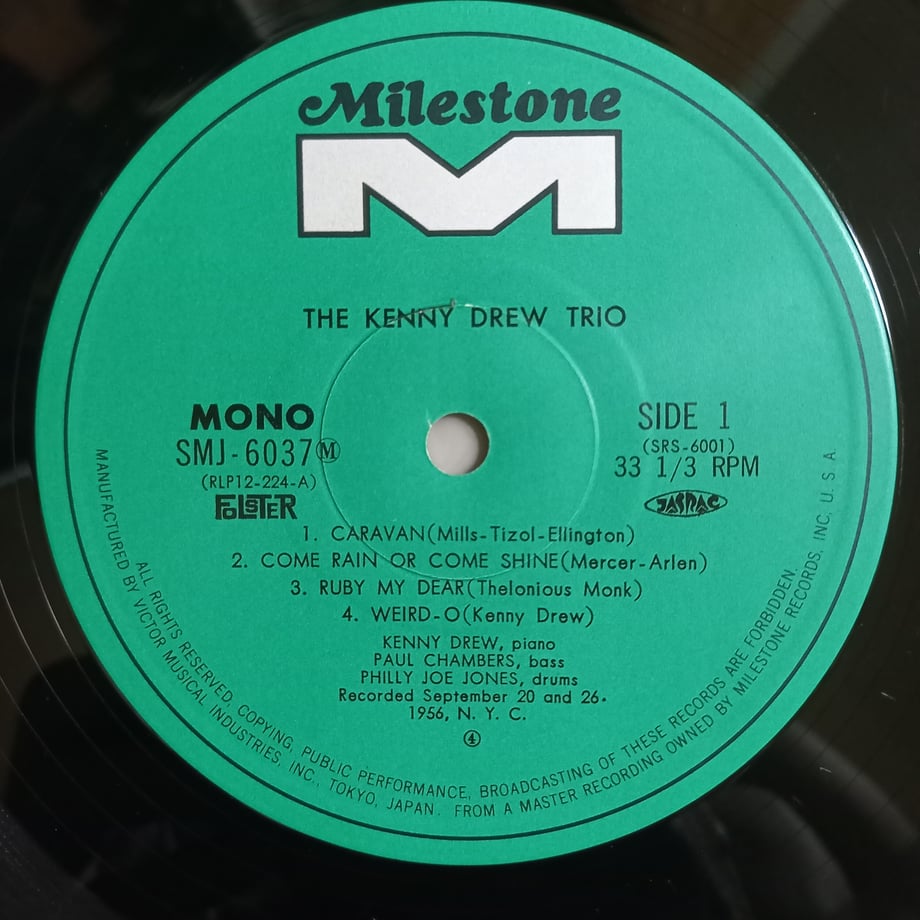 Milestone
M
THE KENNY DREW TRIO
MONO
SMJ-6037Ⓜ
(RLP12-224-A)
FOLSTER
SIDE 1
(SRS-6001)
33 1/3 RPM
JASRAC
1. CARAVAN(Mills-Tizol-Ellington)
2. COME RAIN OR COME SHINE(Mercer-Arlen)
3. RUBY MY DEAR(Thelonious Monk)
4. WEIRD-O(Kenny Drew)
KENNY DREW, piano
PAUL CHAMBERS, bass
PHILLY JOE JONES, drums
Recorded September 20 and 26.
1956, N. Y. C.
④
ALL RIGHTS RESERVED, COPYING, PUBLIC PERFORMANCE, BROADCASTING OF THESE RECORDS ARE FORBIDDEN.
MANUFACTURED BY VICTOR MUSICAL INDUSTRIES, INC., TOKYO, JAPAN. FROM A MASTER RECORDING OWNED BY MILESTONE RECORDS, INC, U. S. A.